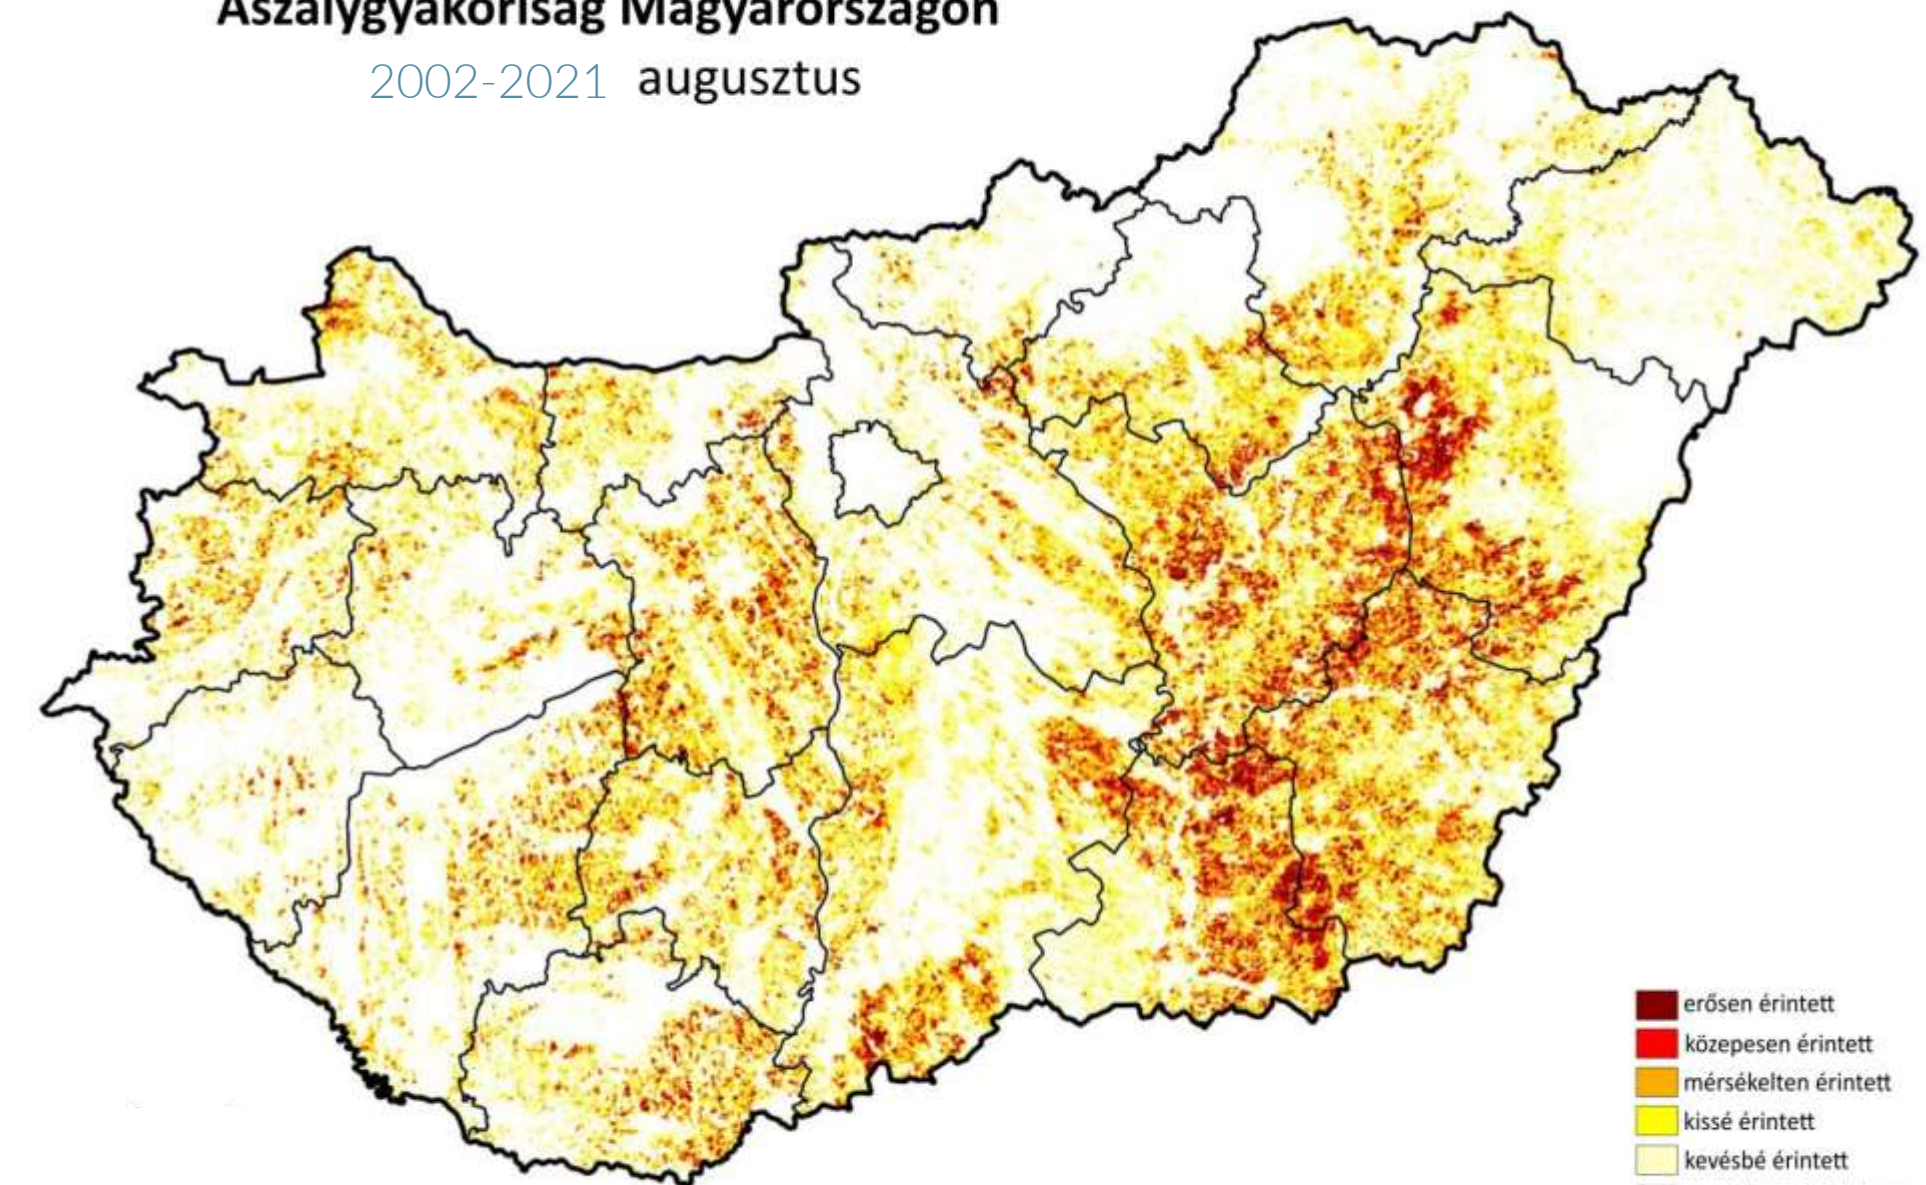 Aszálygyakoriság Magyarországon
2002-2021 augusztus
erősen érintett
közepesen érintett
mérsékelten érintett
kissé érintett
kevésbé érintett